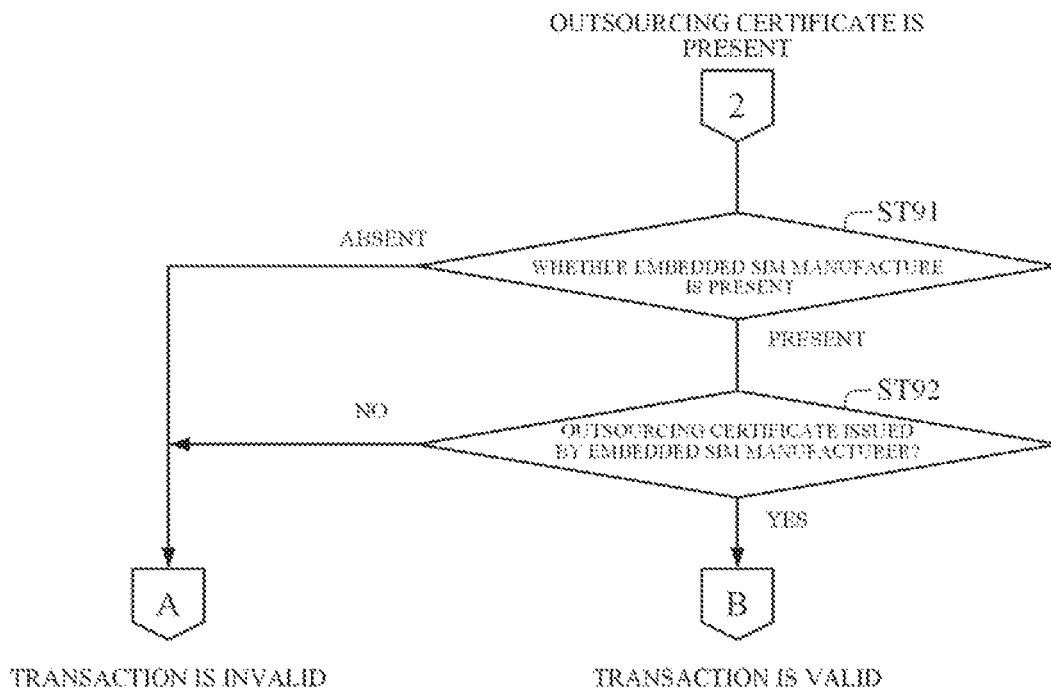 OUTSOURCING CERTIFICATE IS
PRESENT
2
ST91
ABSENT
WHETHER EMBEDDED SIM MANUFACTURE
IS PRESENT
PRESENT
ST92
NO
OUTSOURCING CERTIFICATE ISSUED
BY EMBEDDED SIM MANUFACTURER?
YES
A
B
TRANSACTION IS INVALID
TRANSACTION IS VALID